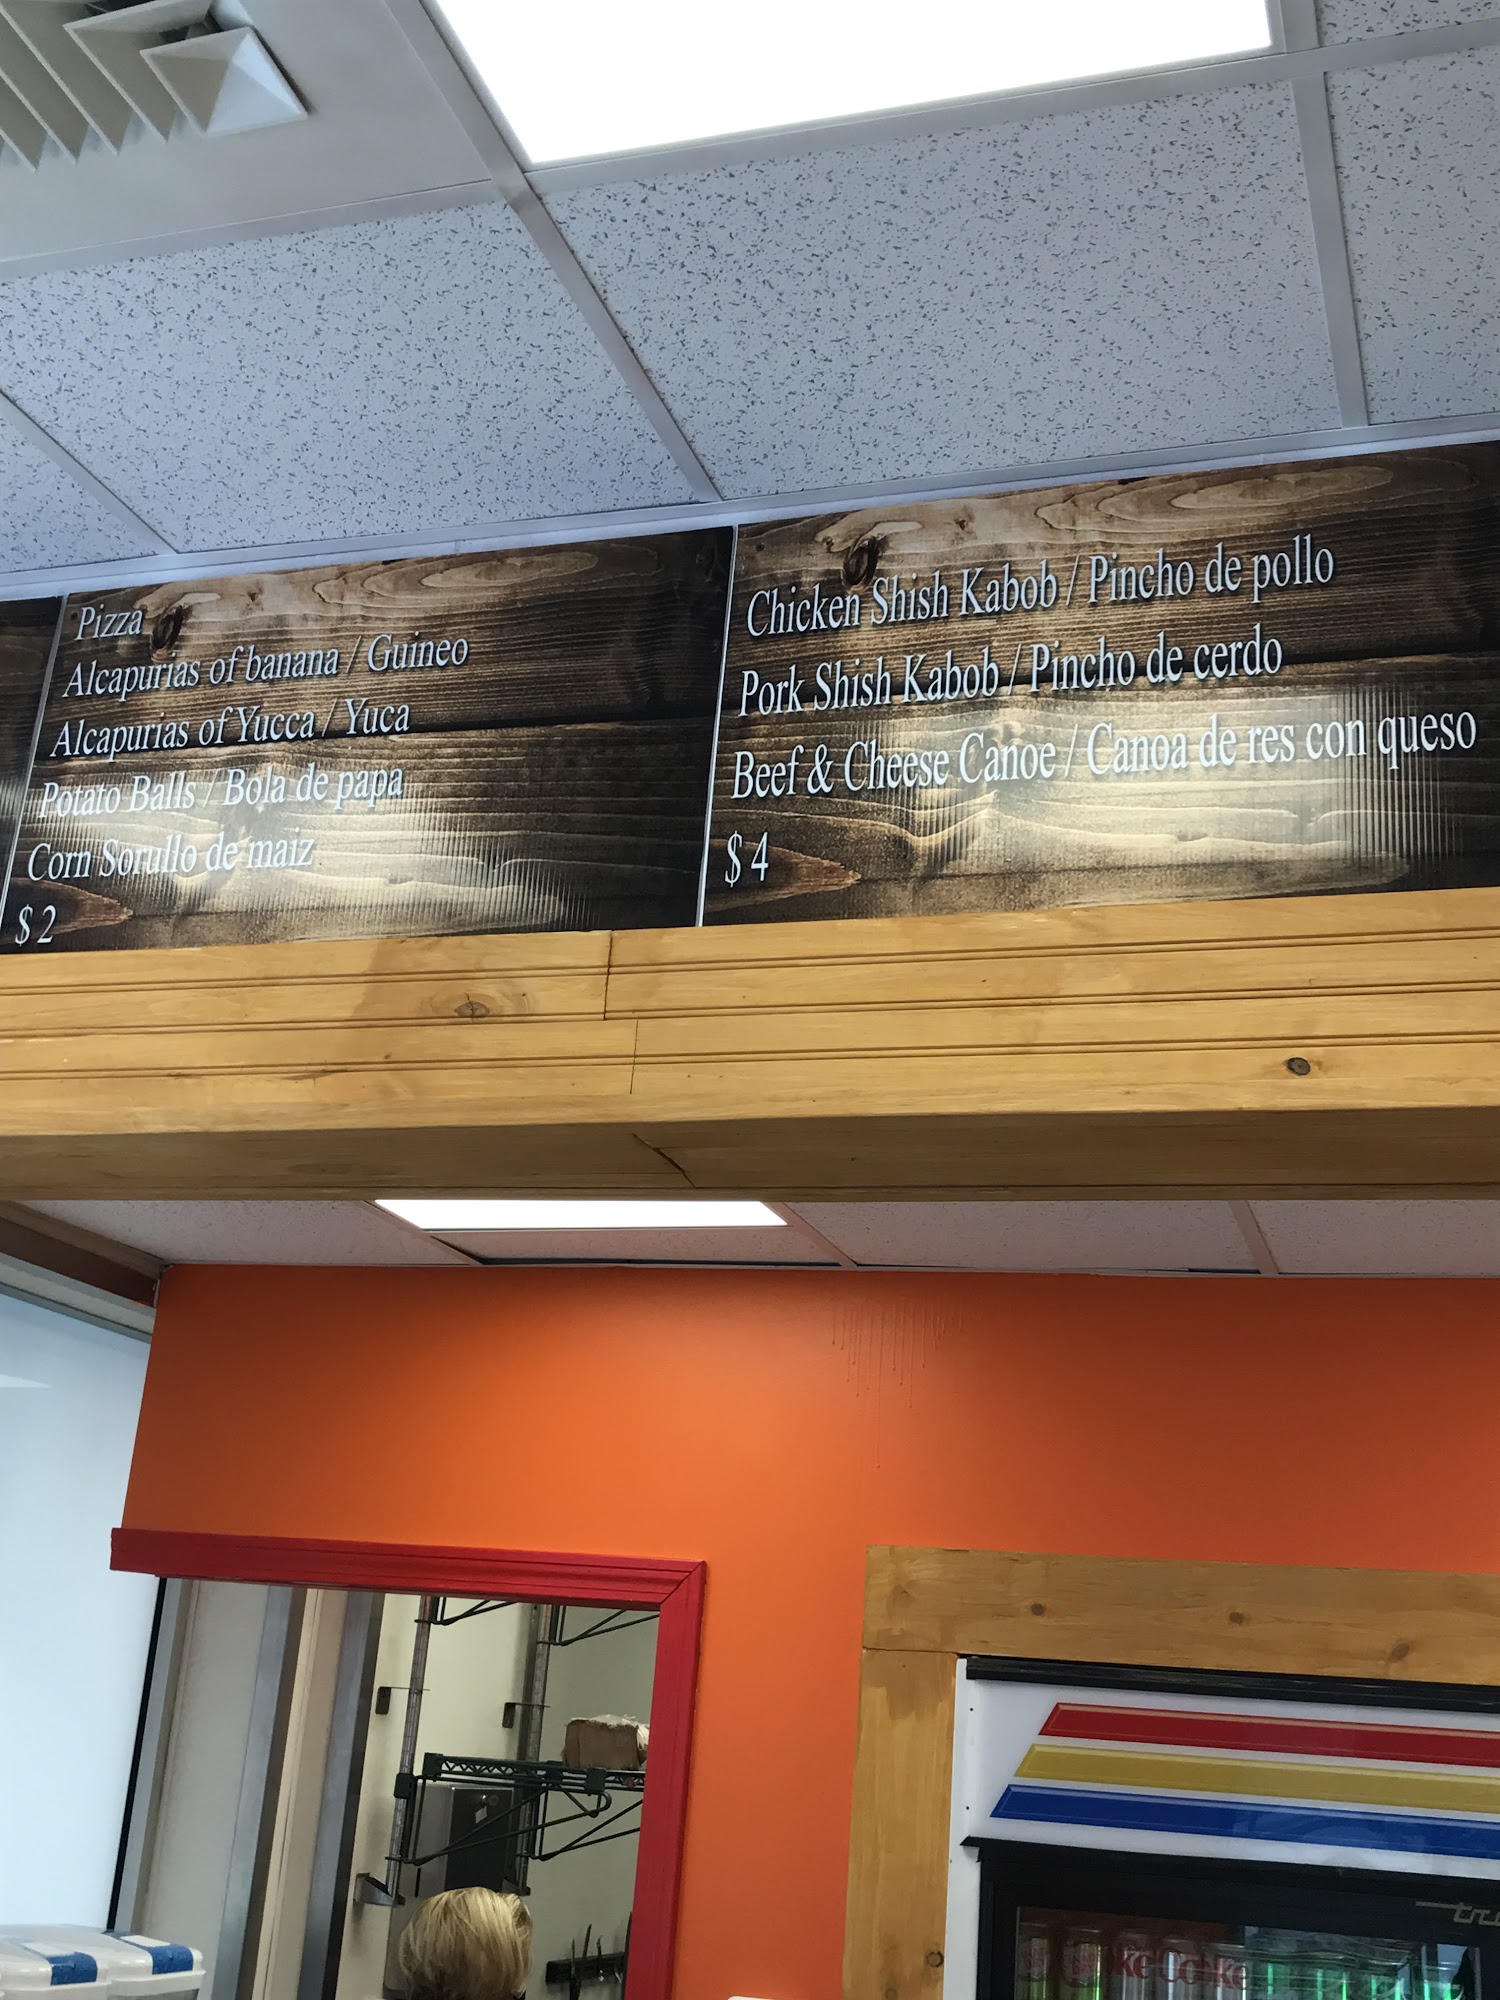 Pizza
Alcapurias of banana / Guineo
Alcapurias of Yucca / Yuca
Potato Balls / Bola de papa
Corn Sorullo de maiz
$ 2
Chicken Shish Kabob / Pincho de pollo
Pork Shish Kabob / Pincho de cerdo
Beef & Cheese Canoe / Canoa de res con queso
$ 4
Coke